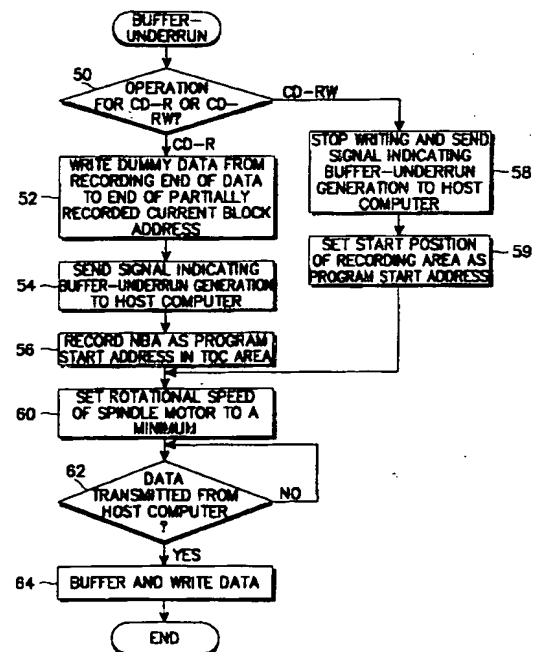 BUFFER-
UNDERRUN
50
OPERATION
FOR CD-R OR CD-
RW?
CD-RW
CD-R
52
WRITE DUMMY DATA FROM
RECORDING END OF DATA
TO END OF PARTIALLY
RECORDED CURRENT BLOCK
ADDRESS
STOP WRITING AND SEND
SIGNAL INDICATING
BUFFER-UNDERRUN
GENERATION TO HOST
COMPUTER
58
54
SEND SIGNAL INDICATING
BUFFER-UNDERRUN GENERATION
TO HOST COMPUTER
SET START POSITION
OF RECORDING AREA AS
PROGRAM START ADDRESS
59
56
RECORD NBA AS PROGRAM
START ADDRESS IN TOC AREA
60
SET ROTATIONAL SPEED
OF SPINDLE MOTOR TO A
MINIMUM
62
DATA
TRANSMITTED FROM
HOST COMPUTER
?
NO
YES
64
BUFFER AND WRITE DATA
END